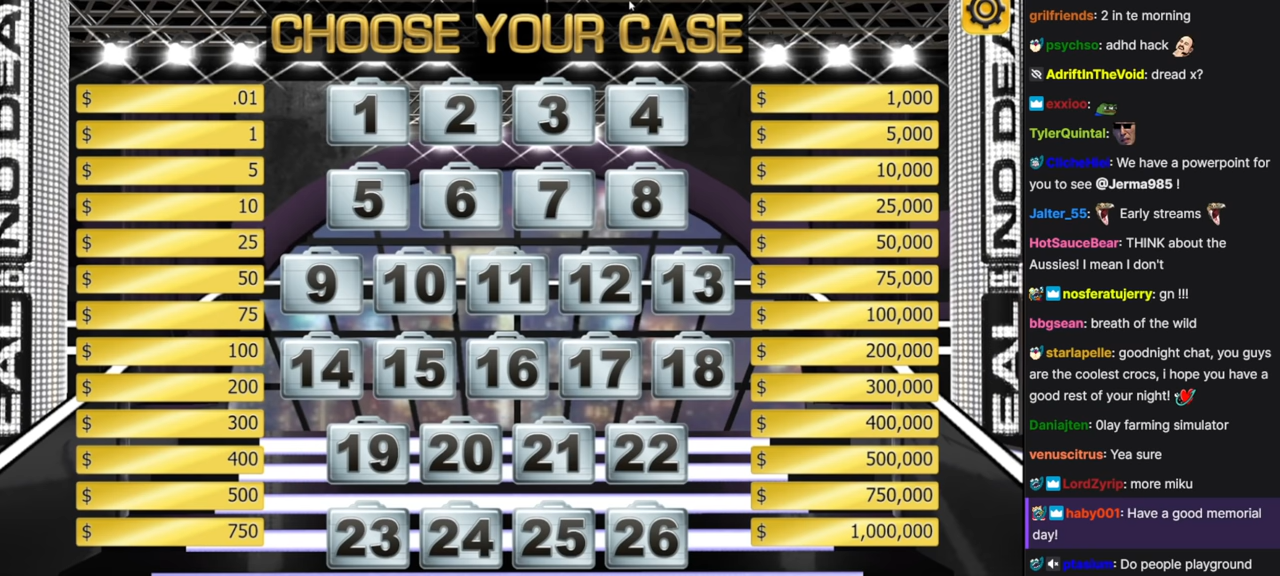 CHOOSE YOUR CASE
$ .01
$ 1
$ 5
$ 10
$ 25
$ 50
$ 75
$ 100
$ 200
$ 300
$ 400
$ 500
$ 750
1 2 3 4
5 6 7 8
9 10 11 12 13
14 15 16 17 18
19 20 21 22
23 24 25 26
$ 1,000
$ 5,000
$ 10,000
$ 25,000
$ 50,000
$ 75,000
$ 100,000
$ 200,000
$ 300,000
$ 400,000
$ 500,000
$ 750,000
$ 1,000,000
NO DEA
EAL
NO DEA
EAL
grilfriends: 2 in te morning
psychso: adhd hack
AdriftInTheVoid: dread x?
exxioo:
TylerQuintal:
We have a powerpoint for
you to see @Jerma985 !
Jalter_55: Early streams
HotSauceBear: THINK about the
Aussies! I mean I don't
nosferatujerry: gn !!!
bbgsean: breath of the wild
starlapelle: goodnight chat, you guys
are the coolest crocs, i hope you have a
good rest of your night!
Daniajten: 0lay farming simulator
venuscitrus: Yea sure
LordZyrip: more miku
haby001: Have a good memorial
day!
Do people playground